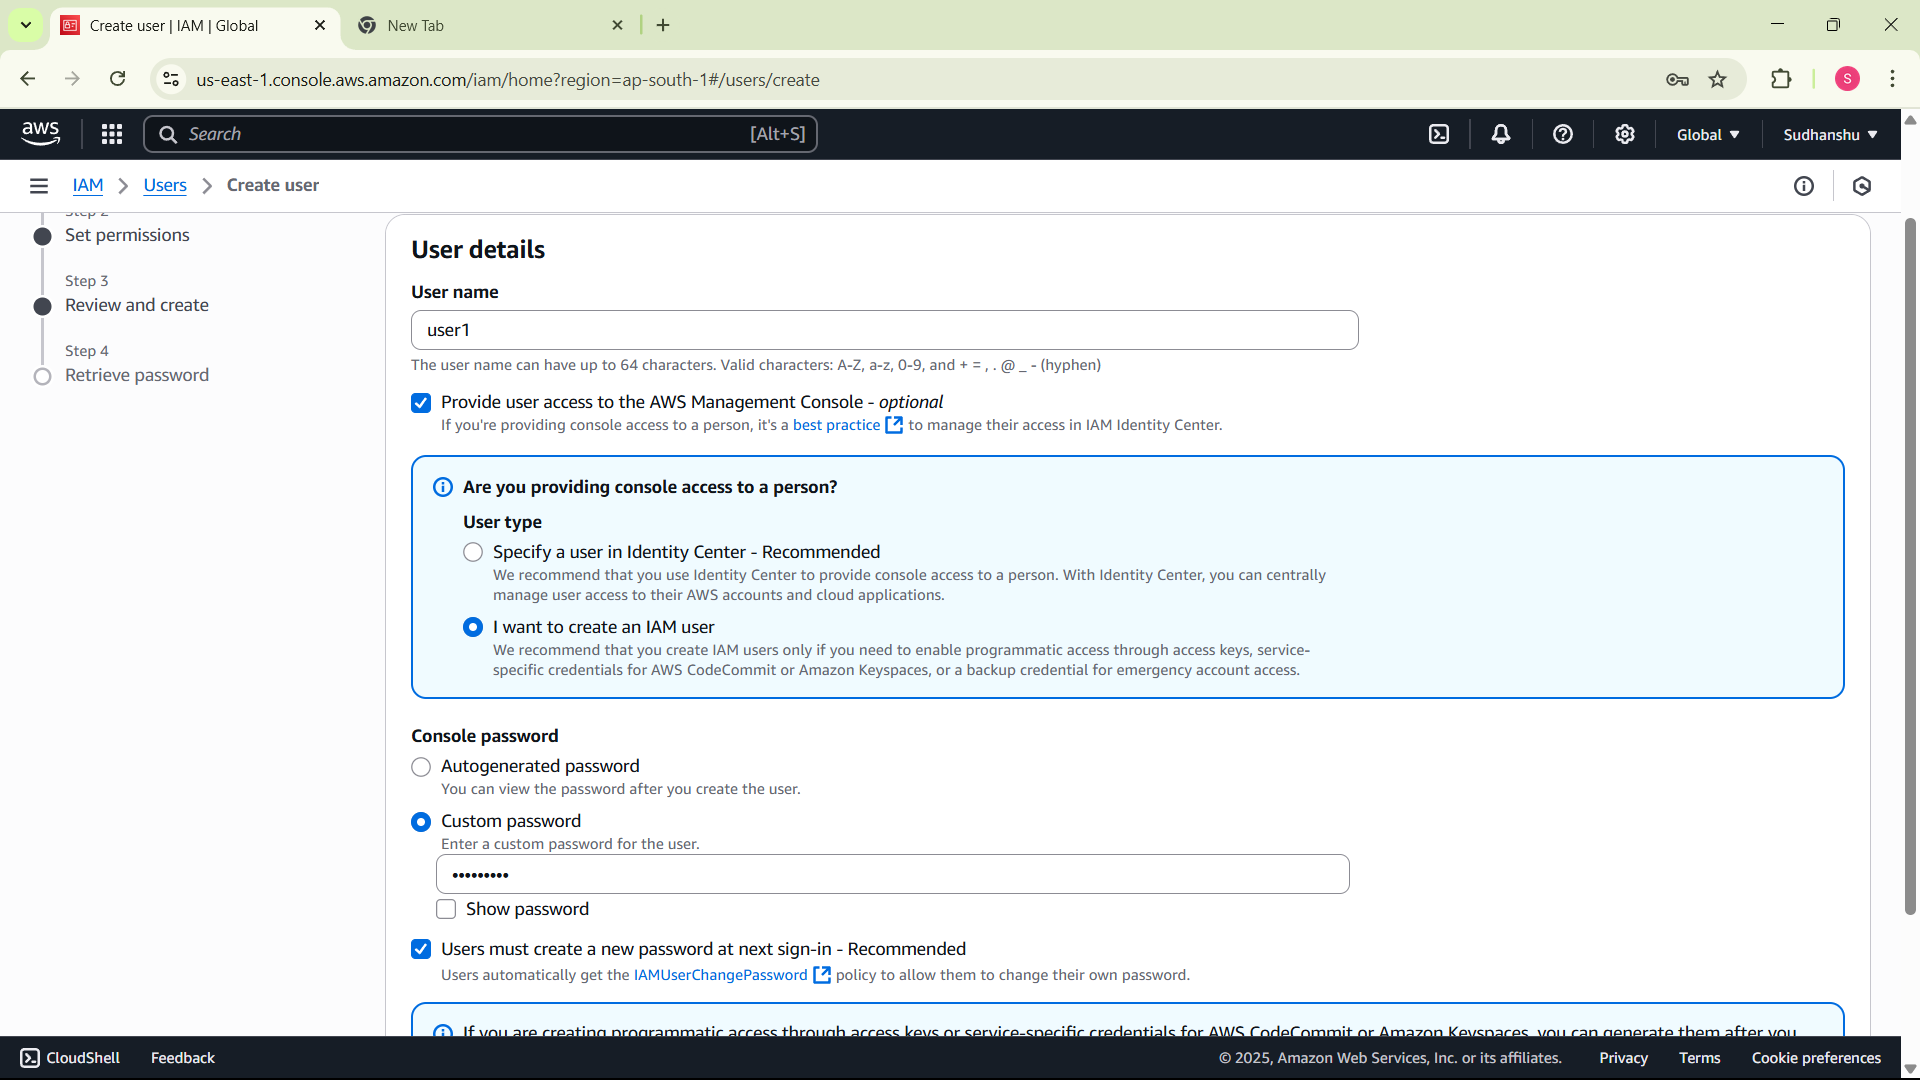 Create user | IAM | Global
New Tab
us-east-1.console.aws.amazon.com/iam/home?region=ap-south-1#/users/create
S
aws
Search
[Alt+S]
Global
Sudhanshu
IAM
Users
Create user
Step 2
Set permissions
Step 3
Review and create
Step 4
Retrieve password
User details
User name
user1
The user name can have up to 64 characters. Valid characters: A-Z, a-z, 0-9, and + = , . @ _ - (hyphen)
Provide user access to the AWS Management Console - optional
If you're providing console access to a person, it's a best practice to manage their access in IAM Identity Center.
Are you providing console access to a person?
User type
Specify a user in Identity Center - Recommended
We recommend that you use Identity Center to provide console access to a person. With Identity Center, you can centrally
manage user access to their AWS accounts and cloud applications.
I want to create an IAM user
We recommend that you create IAM users only if you need to enable programmatic access through access keys, service-
specific credentials for AWS CodeCommit or Amazon Keyspaces, or a backup credential for emergency account access.
Console password
Autogenerated password
You can view the password after you create the user.
Custom password
Enter a custom password for the user.
•••••••••
Show password
Users must create a new password at next sign-in - Recommended
Users automatically get the IAMUserChangePassword policy to allow them to change their own password.
If you are creating programmatic access through access keys or service-specific credentials for AWS CodeCommit or Amazon Keyspaces, you can generate them after you
CloudShell
Feedback
© 2025, Amazon Web Services, Inc. or its affiliates.
Privacy
Terms
Cookie preferences